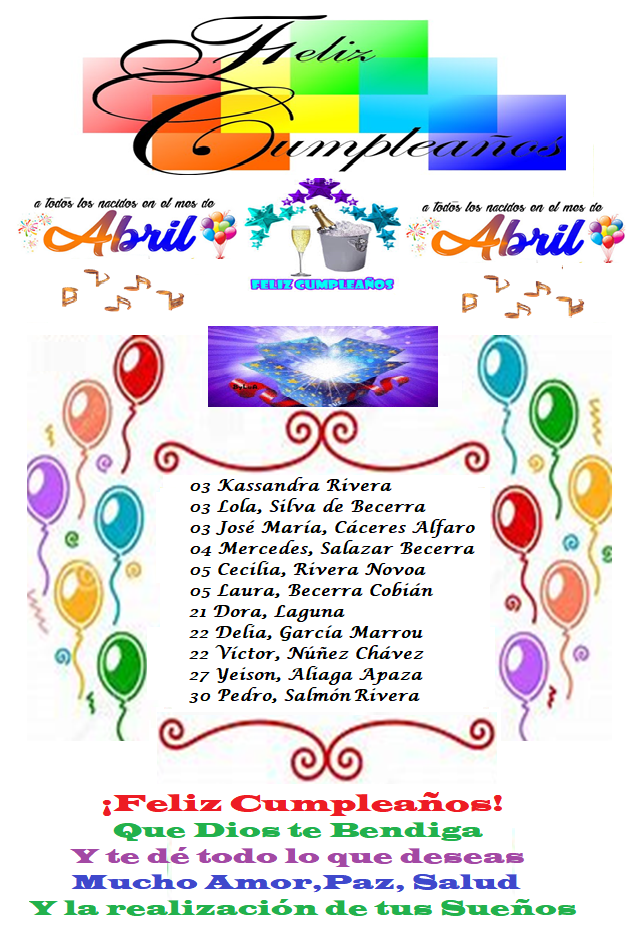 Feliz
Cumpleaños
a Todos los nacidos en el mes de
Abril
FELIZ CUMPLEAÑOS
a Todos los nacidos en el mes de
Abril
03 Kassandra Rivera
03 Lola, Silva de Becerra
03 José María, Cáceres Alfaro
04 Mercedes, Salazar Becerra
05 Cecilia, Rivera Novoa
05 Laura, Becerra Cobián
21 Dora, Laguna
22 Delia, García Marrou
22 Víctor, Núñez Chávez
27 Yeison, Aliaga Apaza
30 Pedro, Salmón Rivera
¡Feliz Cumpleaños!
Que Dios te Bendiga
Y te dé todo lo que deseas
Mucho Amor,Paz, Salud
Y la realización de tus Sueños